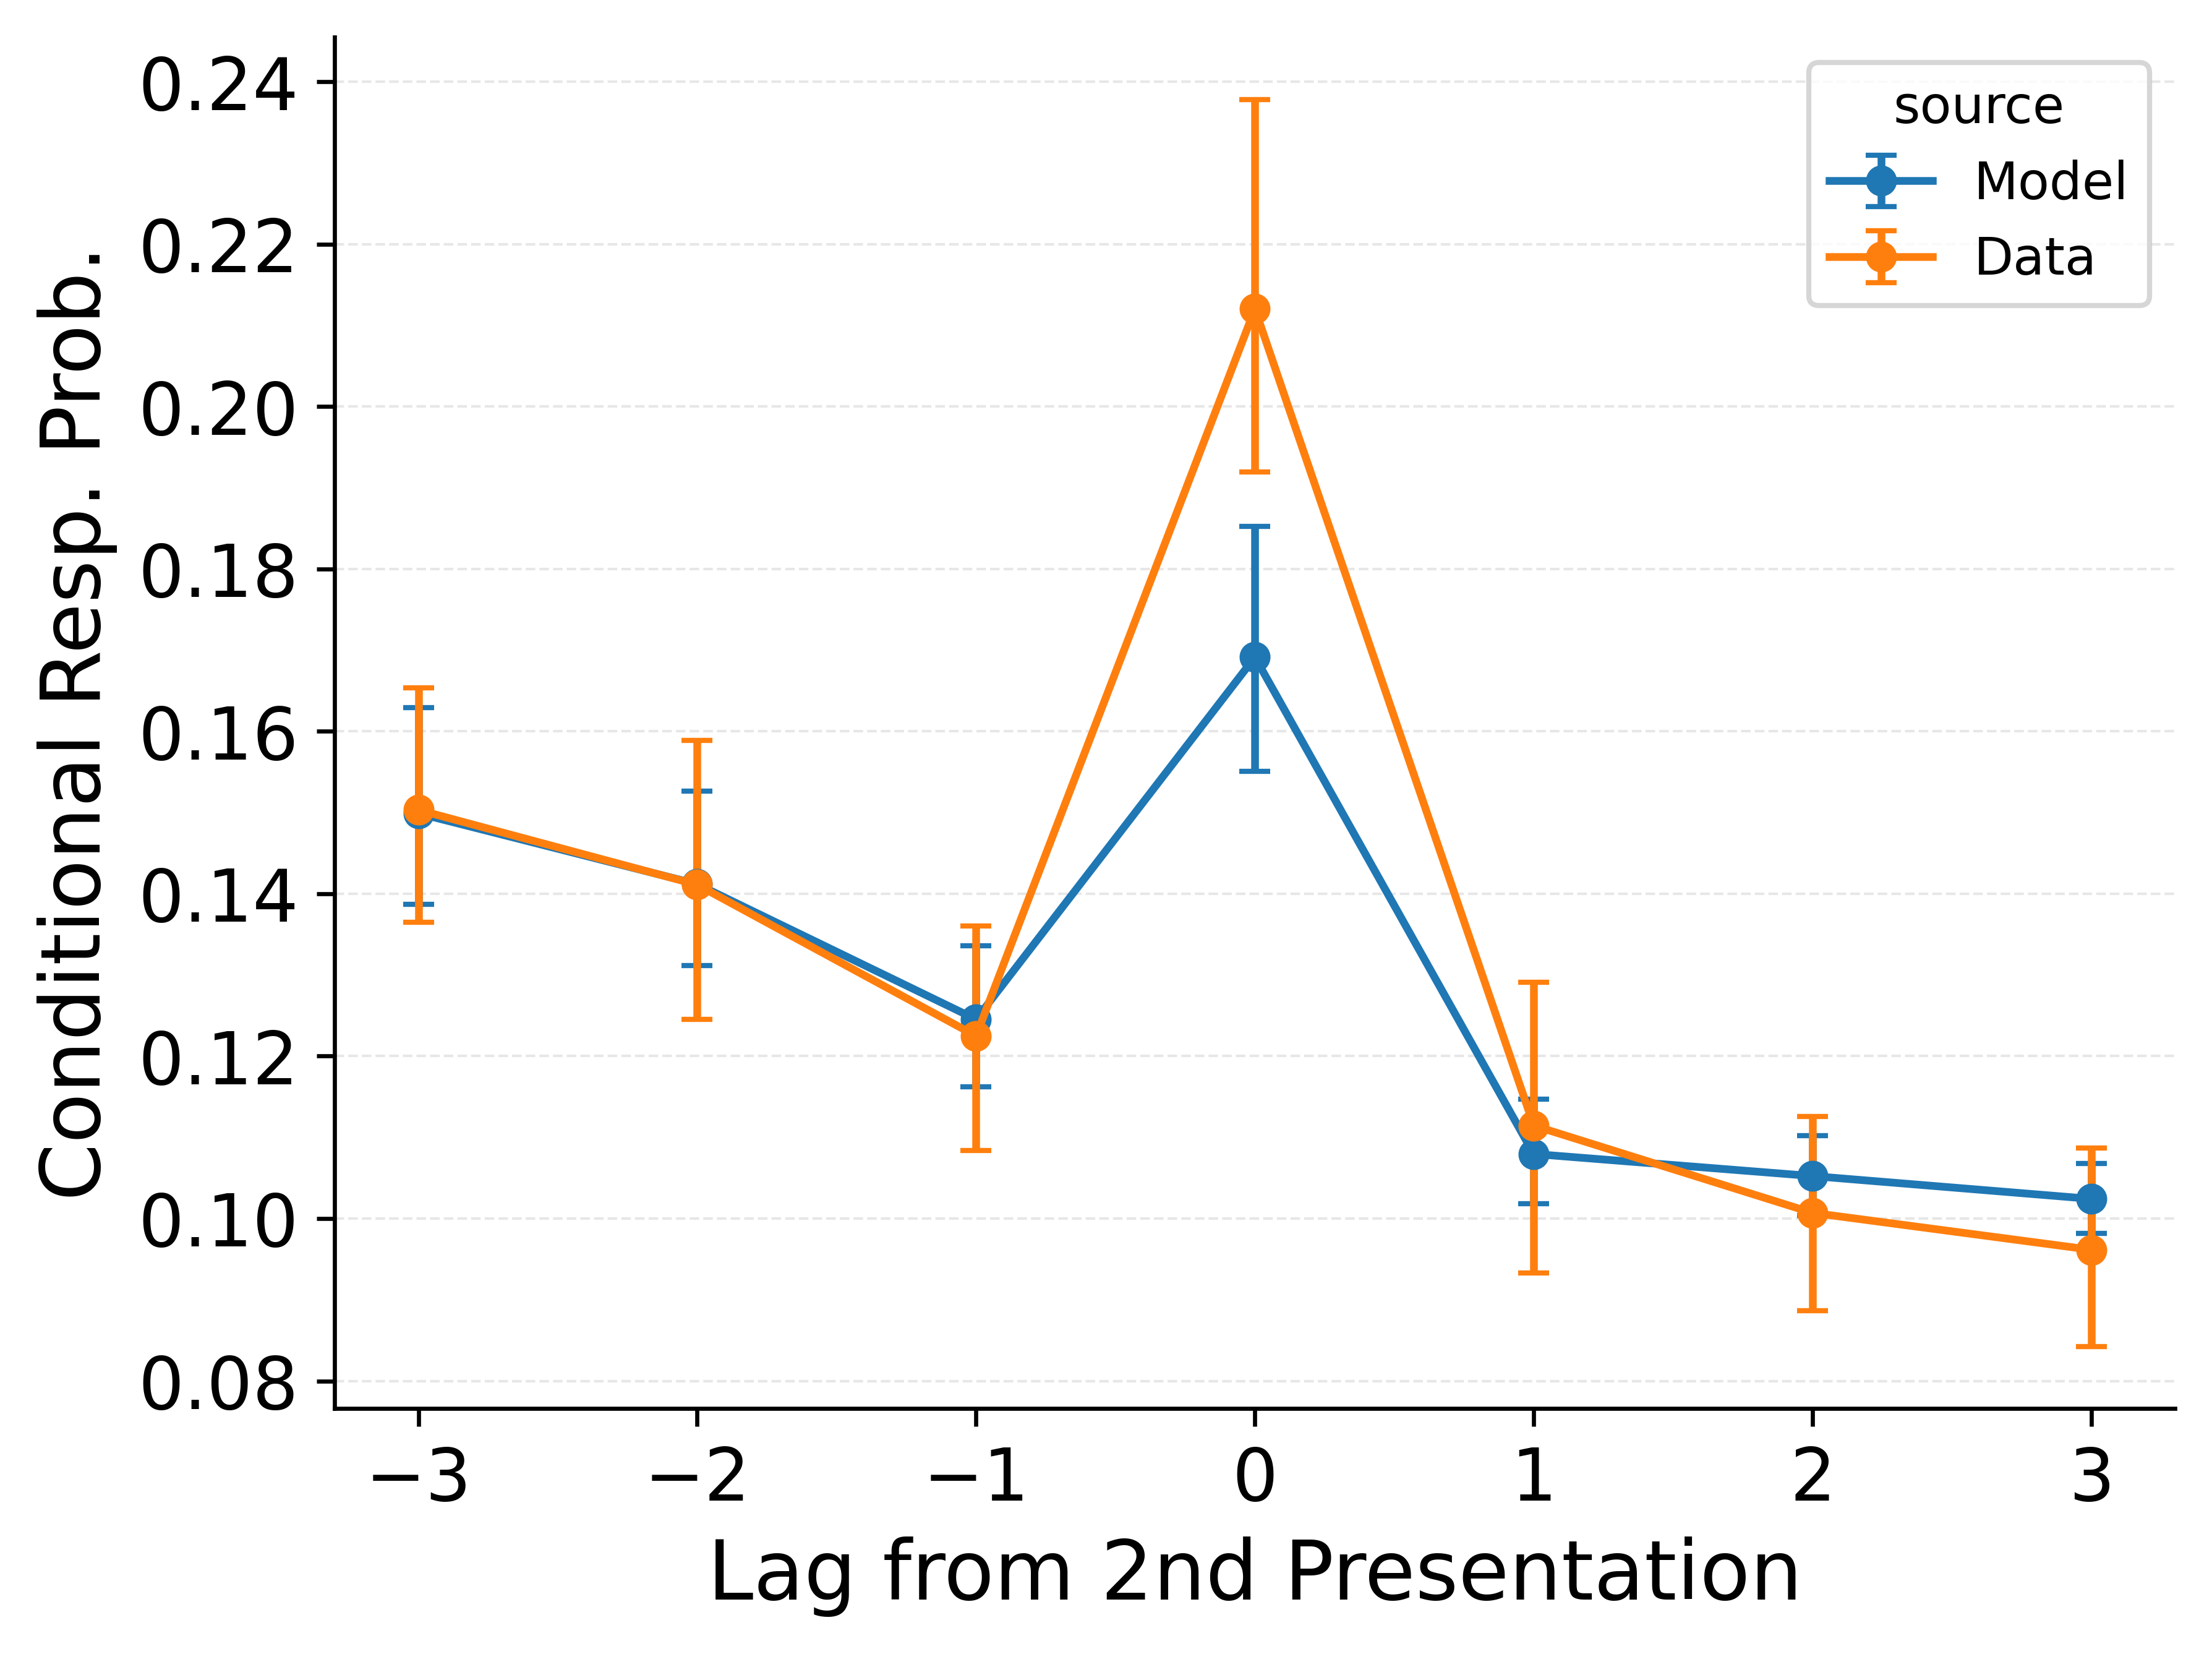 0.24
0.22
0.20
0.18
0.16
0.14
0.12
0.10
0.08
Conditional Resp. Prob.
source
Model
Data
−3 −2 −1 0 1 2 3
Lag from 2nd Presentation